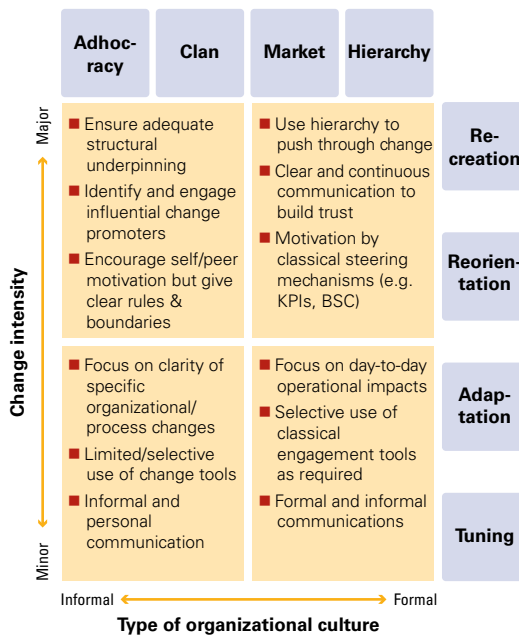 Adhoc-
racy
Clan
Market
Hierarchy
Major
■ Ensure adequate
structural
underpinning
■ Identify and engage
influential change
promoters
■ Encourage self/peer
motivation but give
clear rules &
boundaries
■ Use hierarchy to
push through change
■ Clear and continuous
communication to
build trust
■ Motivation by
classical steering
mechanisms (e.g.
KPIs, BSC)
Re-
creation
Reorien-
tation
Change intensity
■ Focus on clarity of
specific
organizational/
process changes
■ Limited/selective
use of change tools
■ Informal and
personal
communication
■ Focus on day-to-day
operational impacts
■ Selective use of
classical
engagement tools
as required
■ Formal and informal
communications
Adap-
tation
Tuning
Minor
Informal
Formal
Type of organizational culture